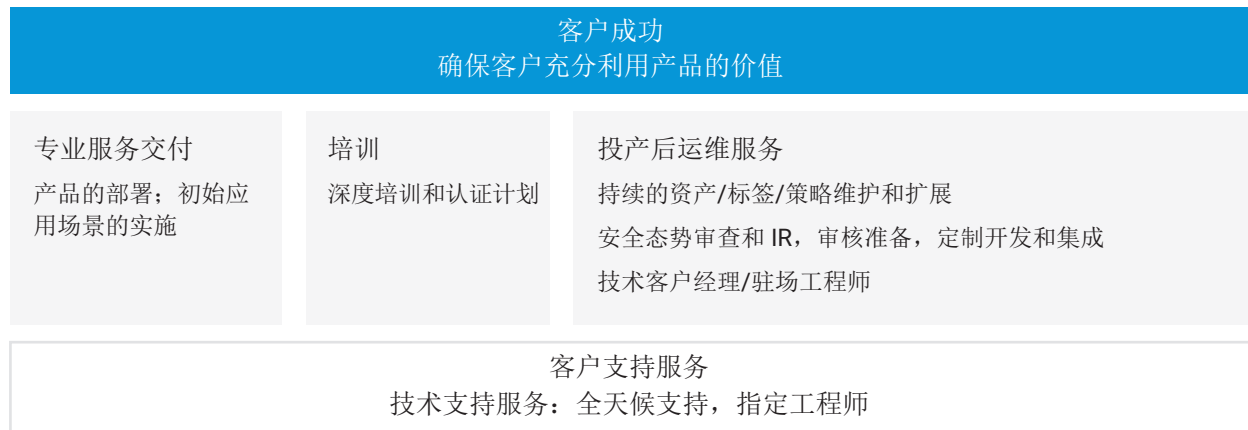 客户成功
确保客户充分利用产品的价值
专业服务交付
产品的部署；初始应
用场景的实施
培训
深度培训和认证计划
投产后运维服务
持续的资产/标签/策略维护和扩展
安全态势审查和 IR，审核准备，定制开发和集成
技术客户经理/驻场工程师
客户支持服务
技术支持服务：全天候支持，指定工程师